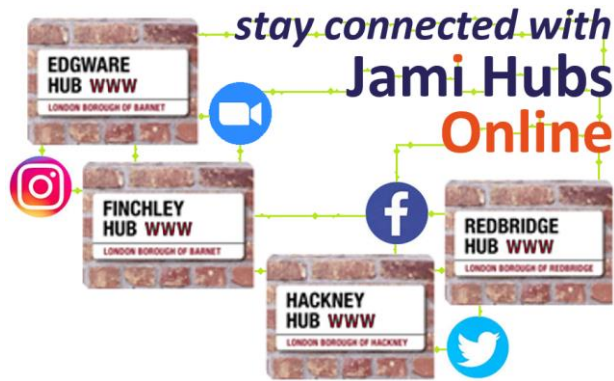 stay connected with
Jami Hubs
Online
EDGWARE
HUB WWW
LONDON BOROUGH OF BARNET
FINCHLEY
HUB WWW
LONDON BOROUGH OF BARNET
REDBRIDGE
HUB WWW
LONDON BOROUGH OF REDBRIDGE
HACKNEY
HUB WWW
LONDON BOROUGH OF HACKNEY